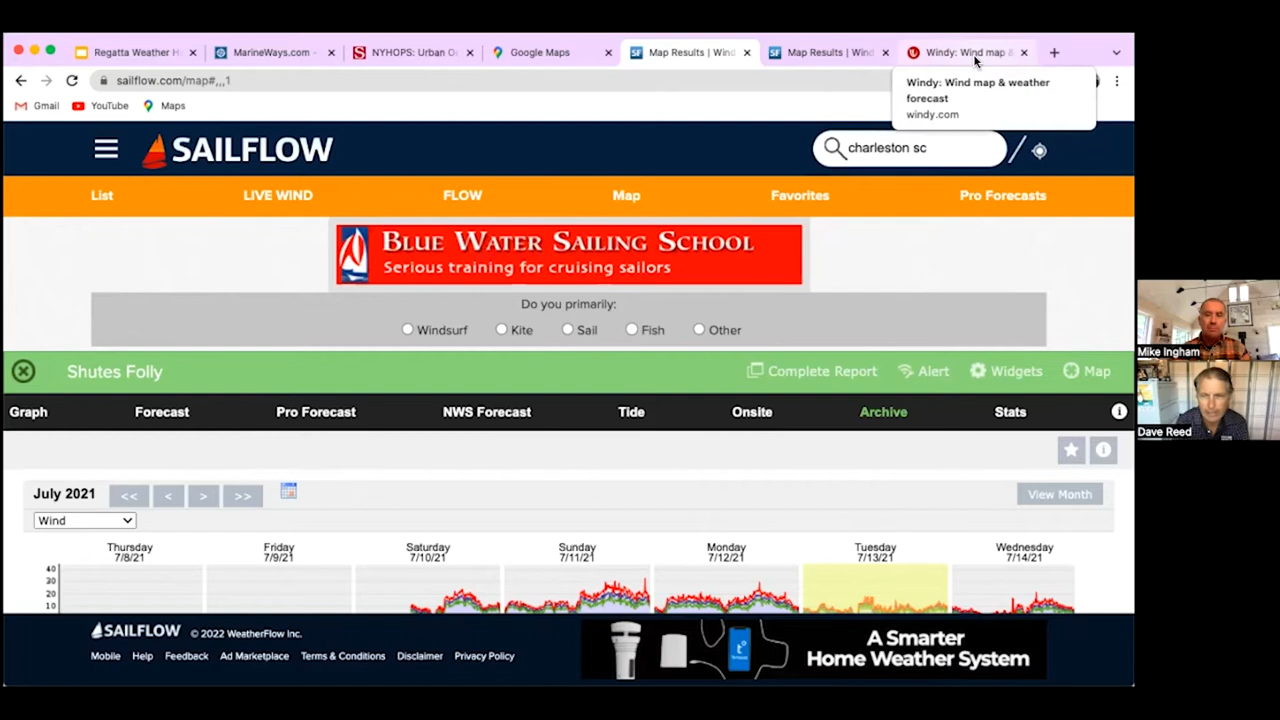 Regatta Weather H
MarineWays.com -
NYHOPS: Urban O
Google Maps
Map Results | Wind
Map Results | Wind
Windy: Wind map &
sailflow.com/map#,,,1
Windy: Wind map & weather
forecast
windy.com
Gmail
YouTube
Maps
SAILFLOW
charleston sc
List
LIVE WIND
FLOW
Map
Favorites
Pro Forecasts
BLUE WATER SAILING SCHOOL
Serious training for cruising sailors
Do you primarily:
Windsurf
Kite
Sail
Fish
Other
Shutes Folly
Complete Report
Alert
Widgets
Map
Graph
Forecast
Pro Forecast
NWS Forecast
Tide
Onsite
Archive
Stats
July 2021
<<
<
>
>>
View Month
Wind
Thursday
7/8/21
Friday
7/9/21
Saturday
7/10/21
Sunday
7/11/21
Monday
7/12/21
Tuesday
7/13/21
Wednesday
7/14/21
40
30
20
10
SAILFLOW
© 2022 WeatherFlow Inc.
Mobile
Help
Feedback
Ad Marketplace
Terms & Conditions
Disclaimer
Privacy Policy
A Smarter
Home Weather System
Mike Ingham
Dave Reed